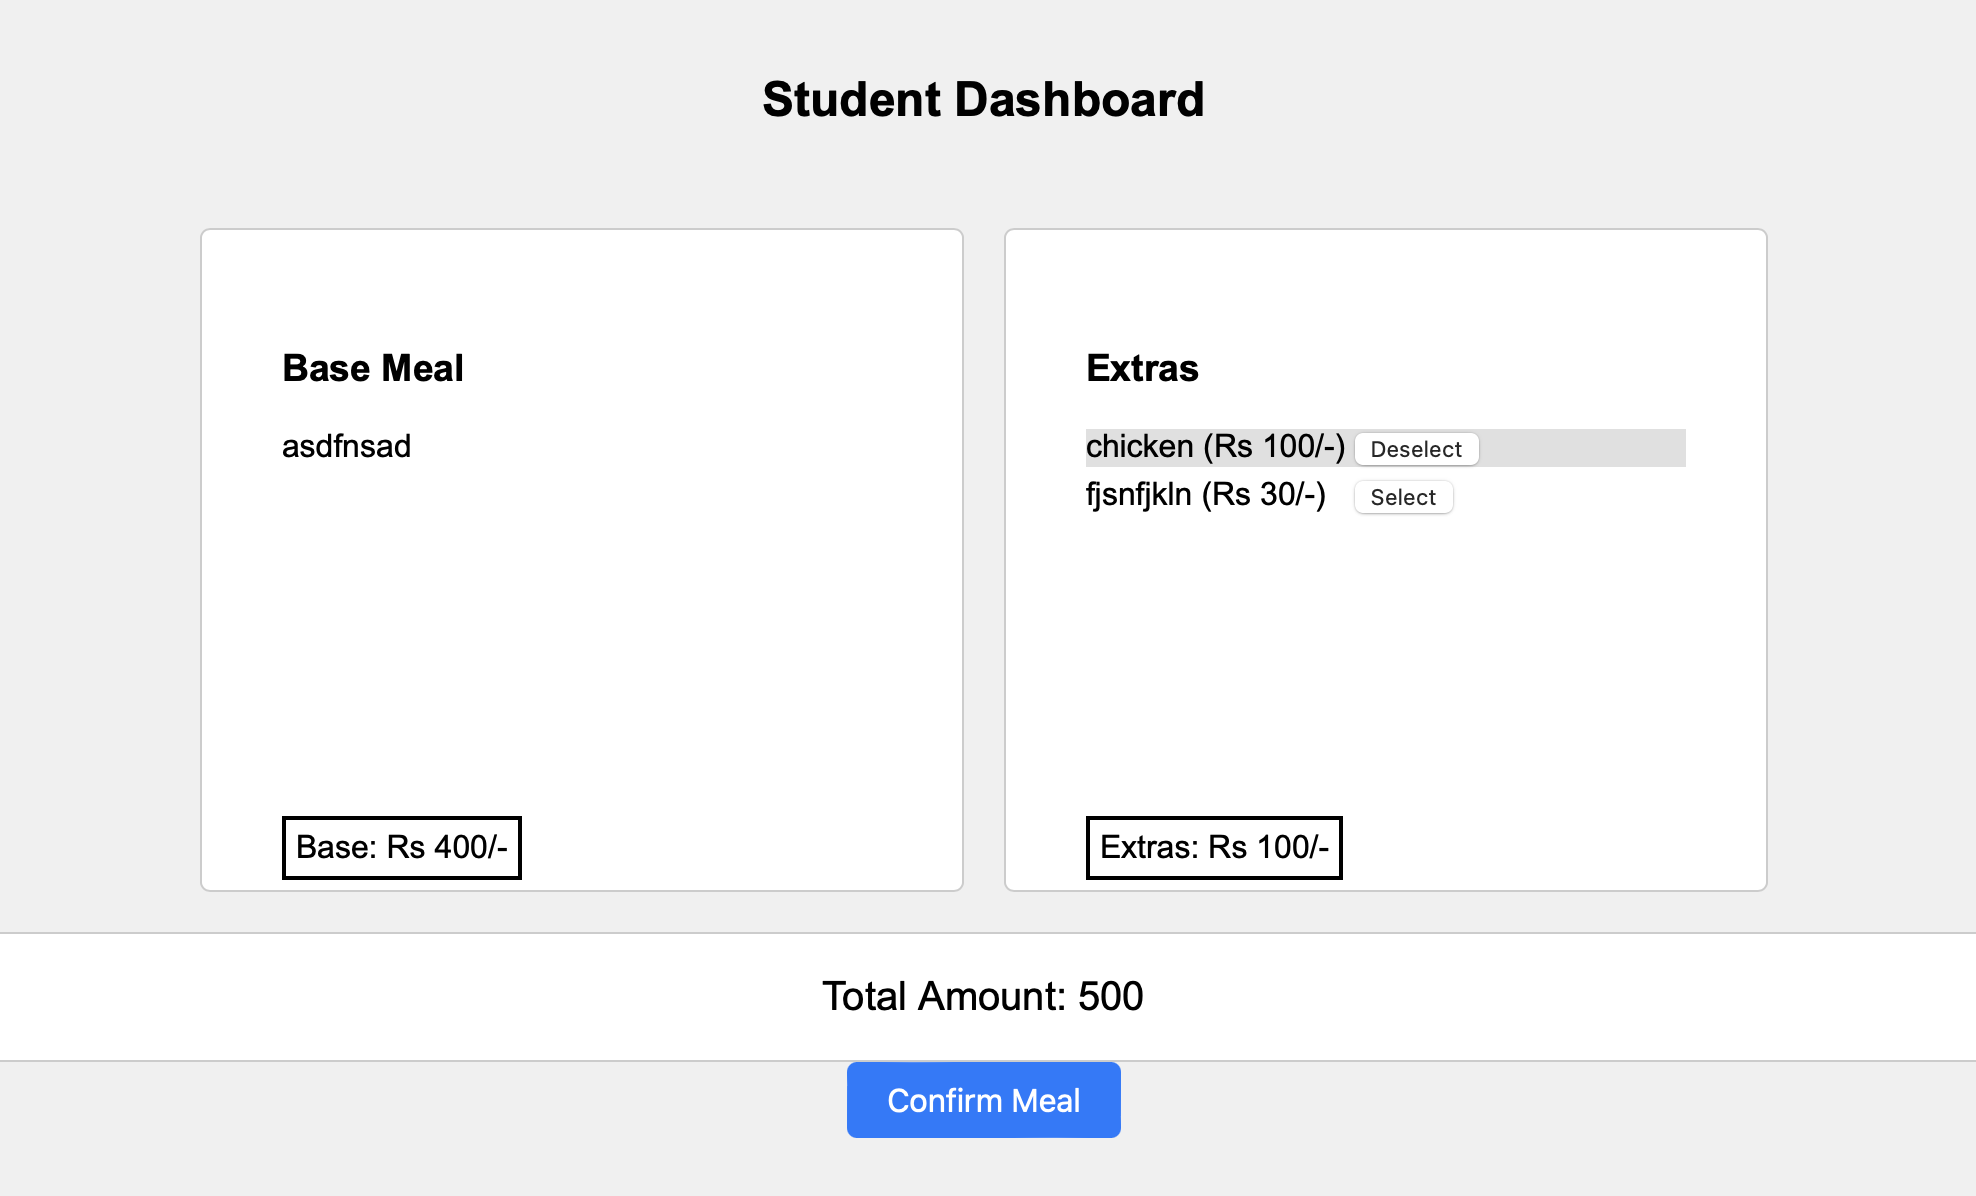 Student Dashboard
Base Meal
asdfnsad
Base: Rs 400/-
Extras
chicken (Rs 100/-) Deselect
fjsnfjkln (Rs 30/-) Select
Extras: Rs 100/-
Total Amount: 500
Confirm Meal